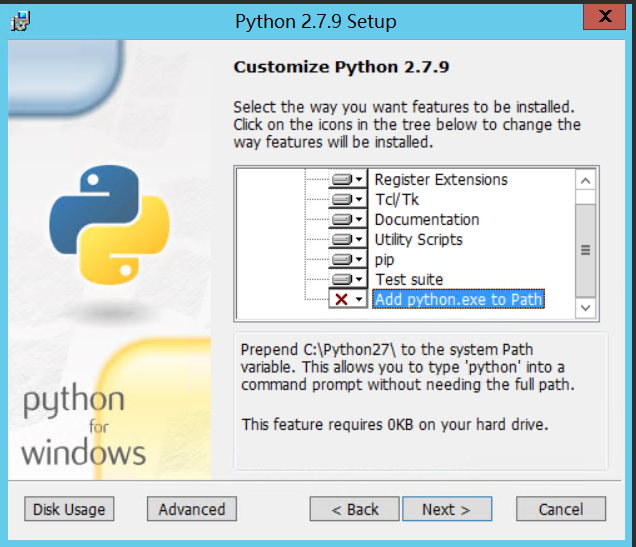 Python 2.7.9 Setup
X
Customize Python 2.7.9
Select the way you want features to be installed.
Click on the icons in the tree below to change the
way features will be installed.
Register Extensions
Tcl/Tk
Documentation
Utility Scripts
pip
Test suite
Add python.exe to Path
Prepend C:\Python27\ to the system Path
variable. This allows you to type 'python' into a
command prompt without needing the full path.
This feature requires 0KB on your hard drive.
python
for
windows
Disk Usage
Advanced
< Back
Next >
Cancel